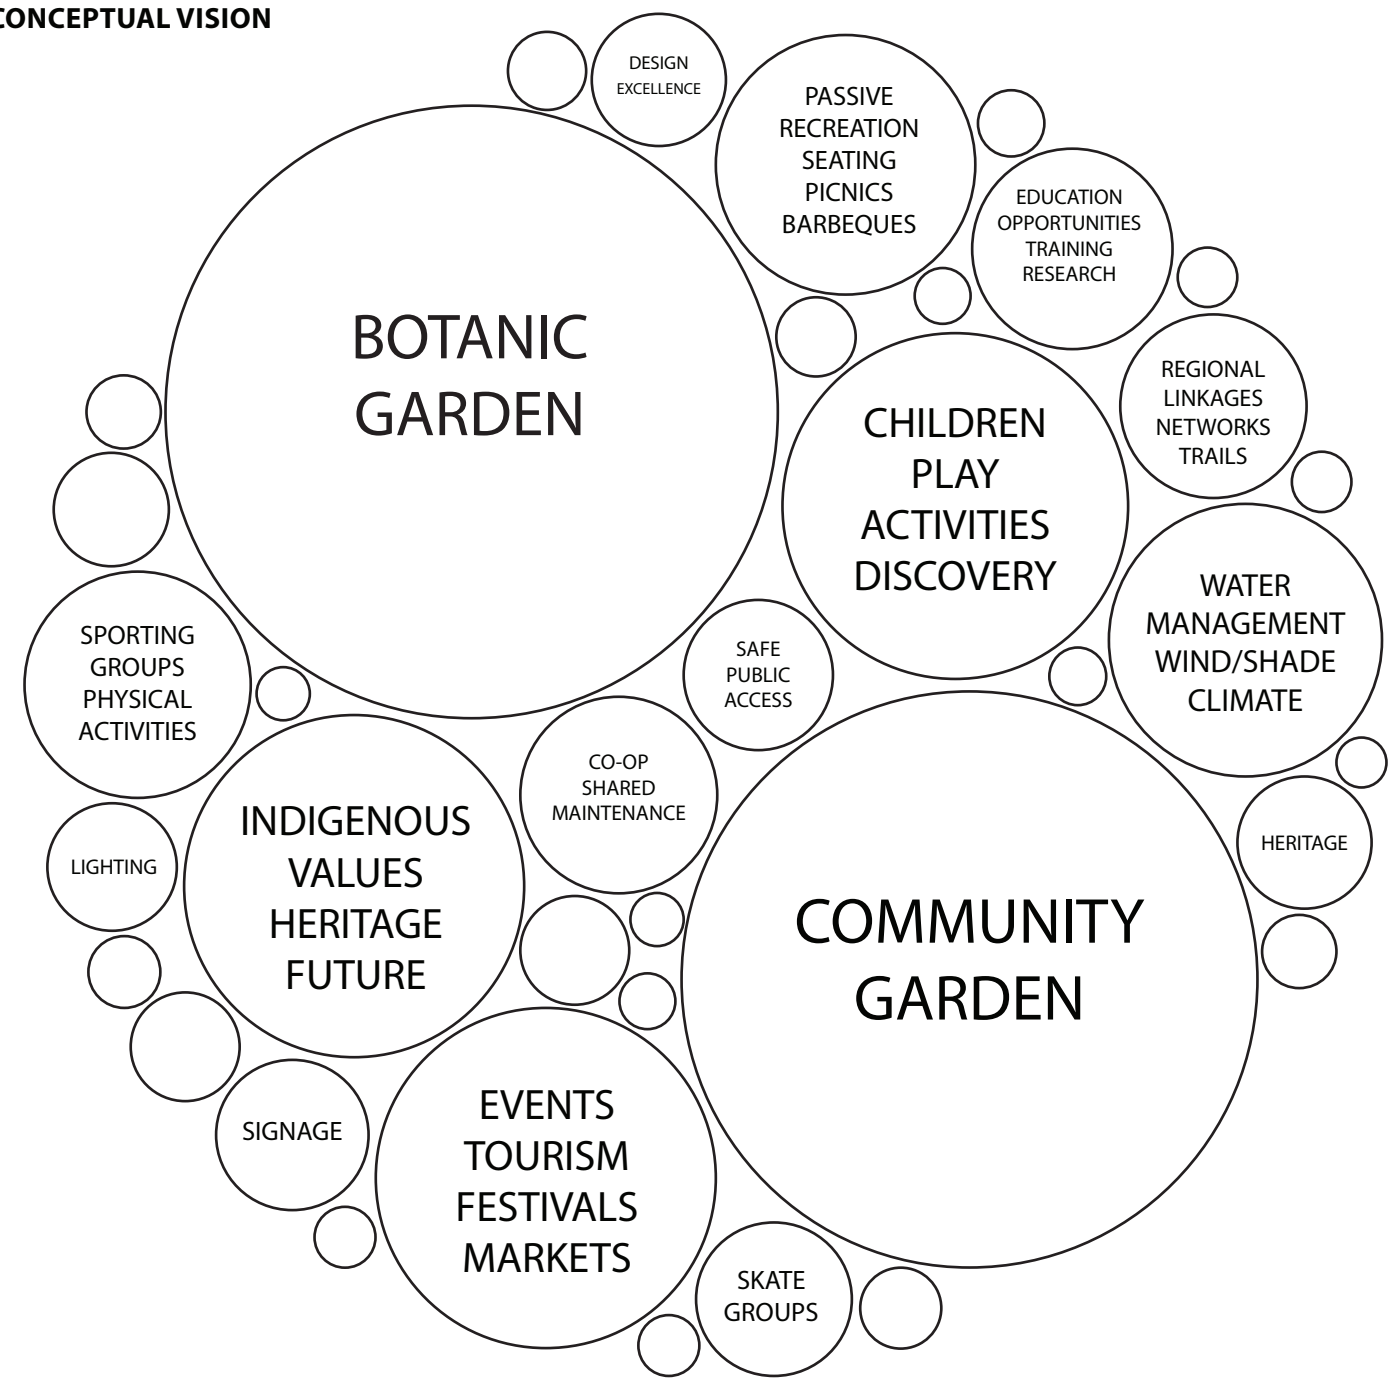 CONCEPTUAL VISION
DESIGN
EXCELLENCE
PASSIVE
RECREATION
SEATING
PICNICS
BARBEQUES
EDUCATION
OPPORTUNITIES
TRAINING
RESEARCH
BOTANIC
GARDEN
REGIONAL
LINKAGES
NETWORKS
TRAILS
CHILDREN
PLAY
ACTIVITIES
DISCOVERY
WATER
MANAGEMENT
WIND/SHADE
CLIMATE
SPORTING
GROUPS
PHYSICAL
ACTIVITIES
SAFE
PUBLIC
ACCESS
CO-OP
SHARED
MAINTENANCE
INDIGENOUS
VALUES
HERITAGE
FUTURE
LIGHTING
HERITAGE
COMMUNITY
GARDEN
SIGNAGE
EVENTS
TOURISM
FESTIVALS
MARKETS
SKATE
GROUPS